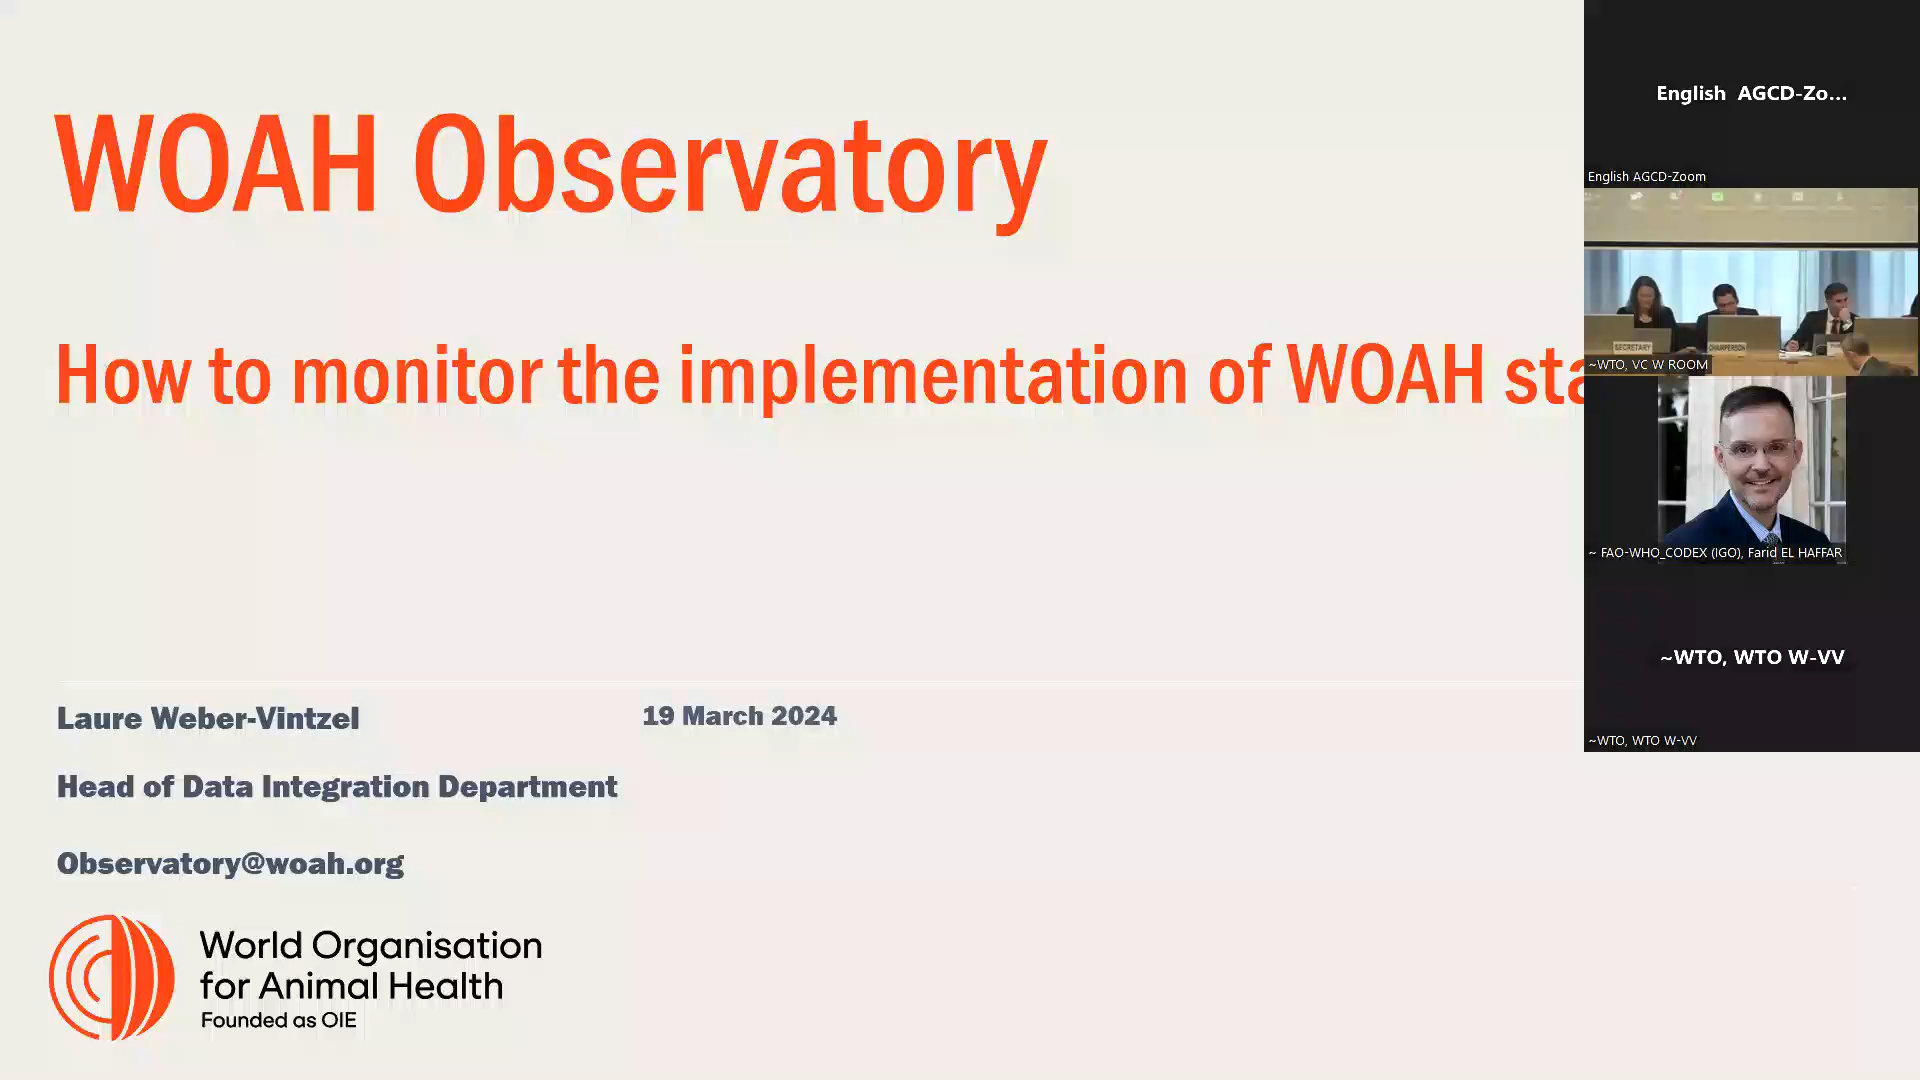 WOAH Observatory
How to monitor the implementation of WOAH sta
Laure Weber-Vintzel
19 March 2024
Head of Data Integration Department
Observatory@woah.org
World Organisation
for Animal Health
Founded as OIE
English AGCD-Zo...
English AGCD-Zoom
SECRETARY
CHAIRPERSON
~WTO, VC W ROOM
~ FAO-WHO_CODEX (IGO), Farid EL HAFFAR
~WTO, WTO W-VV
~WTO, WTO W-VV